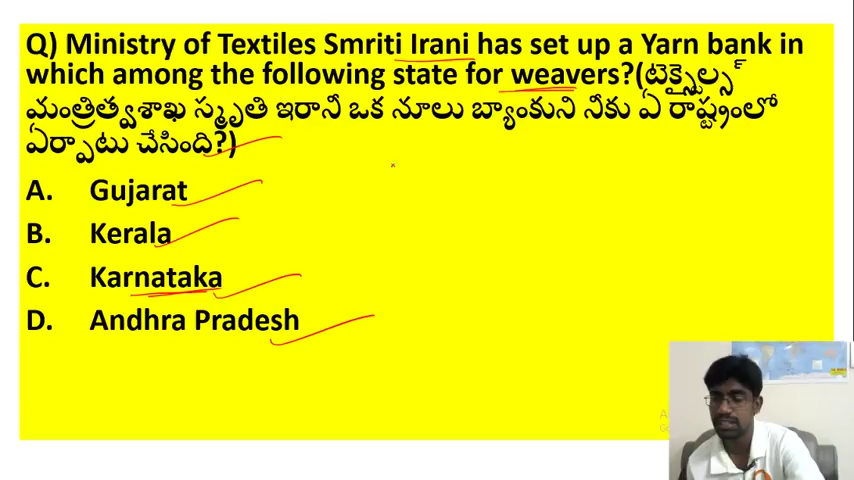 Q) Ministry of Textiles Smriti Irani has set up a Yarn bank in
which among the following state for weavers?(టెక్స్టైల్స్
మంత్రిత్వశాఖ స్మృతి ఇరానీ ఒక నూలు బ్యాంకుని నీకు ఏ రాష్ట్రంలో
ఏర్పాటు చేసింది?)
A. Gujarat
B. Kerala
C. Karnataka
D. Andhra Pradesh